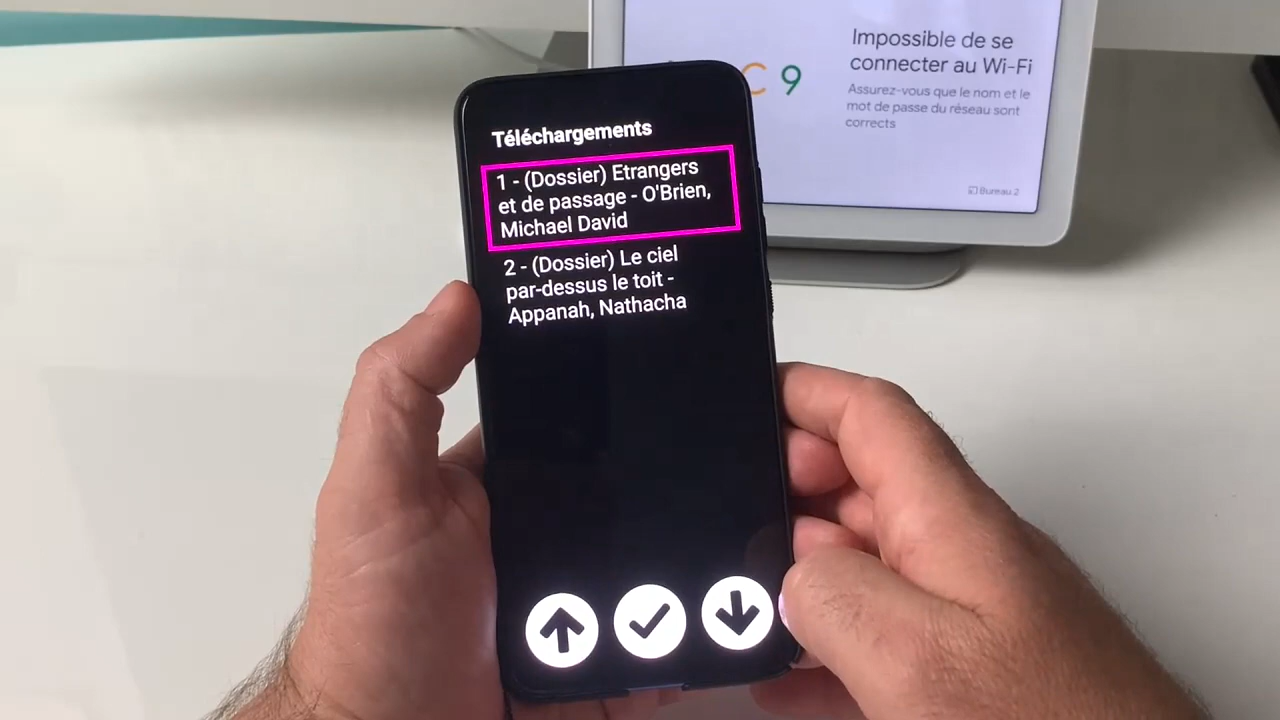 Téléchargements
1 - (Dossier) Etrangers
et de passage - O'Brien,
Michael David
2 - (Dossier) Le ciel
par-dessus le toit -
Appanah, Nathacha
C 9
Impossible de se
connecter au Wi-Fi
Assurez-vous que le nom et le
mot de passe du réseau sont
corrects
Bureau 2